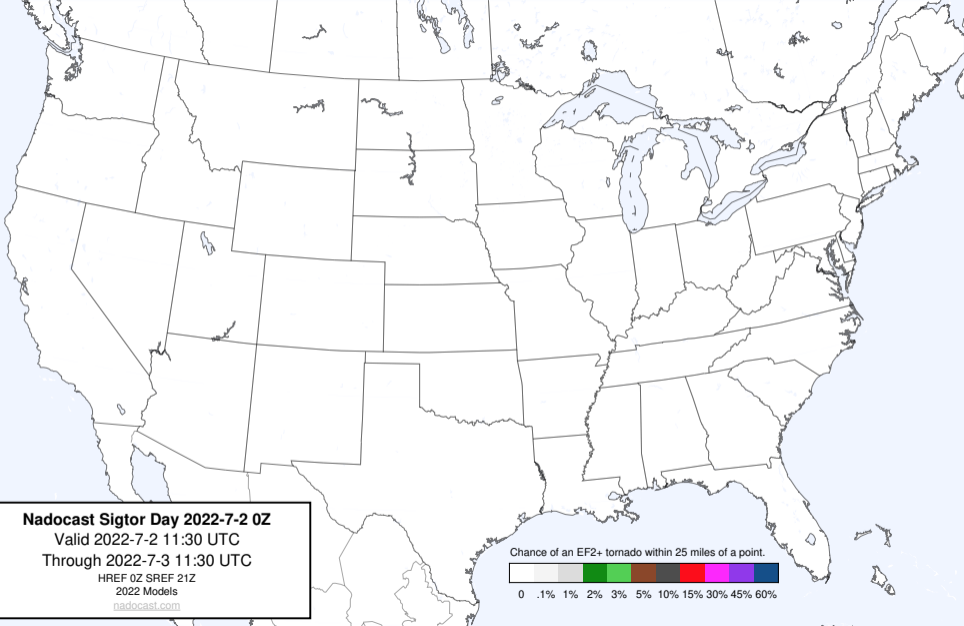 Nadocast Sigtor Day 2022-7-2 0Z
Valid 2022-7-2 11:30 UTC
Through 2022-7-3 11:30 UTC
HREF 0Z SREF 21Z
2022 Models
nadocast.com
Chance of an EF2+ tornado within 25 miles of a point.
0 .1% 1% 2% 3% 5% 10% 15% 30% 45% 60%